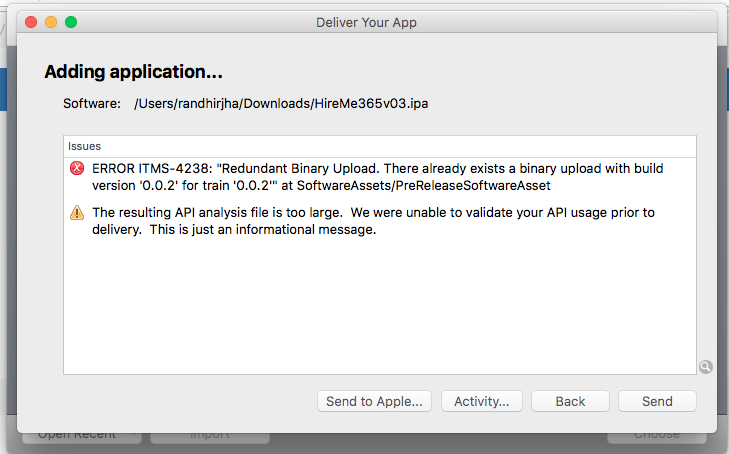 Deliver Your App
Adding application...
Software: /Users/randhirjha/Downloads/HireMe365v03.ipa
Issues
ERROR ITMS-4238: "Redundant Binary Upload. There already exists a binary upload with build
version '0.0.2' for train '0.0.2'" at SoftwareAssets/PreReleaseSoftwareAsset
The resulting API analysis file is too large. We were unable to validate your API usage prior to
delivery. This is just an informational message.
Send to Apple... Activity... Back Send
Open Recent Import Choose